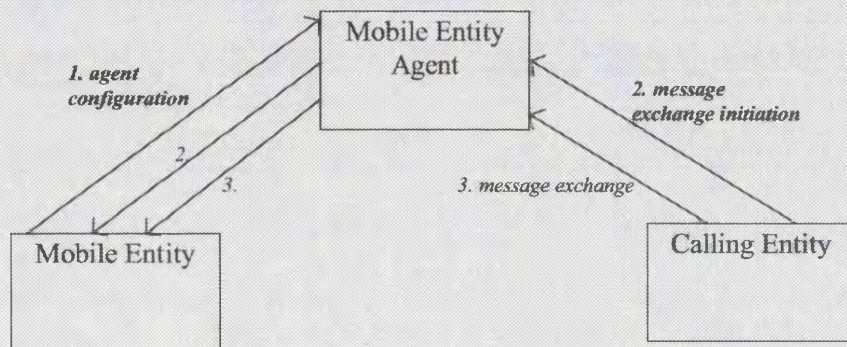 Mobile Entity
Agent
1. agent
configuration
2. message
exchange initiation
2.
3.
3. message exchange
Mobile Entity
Calling Entity